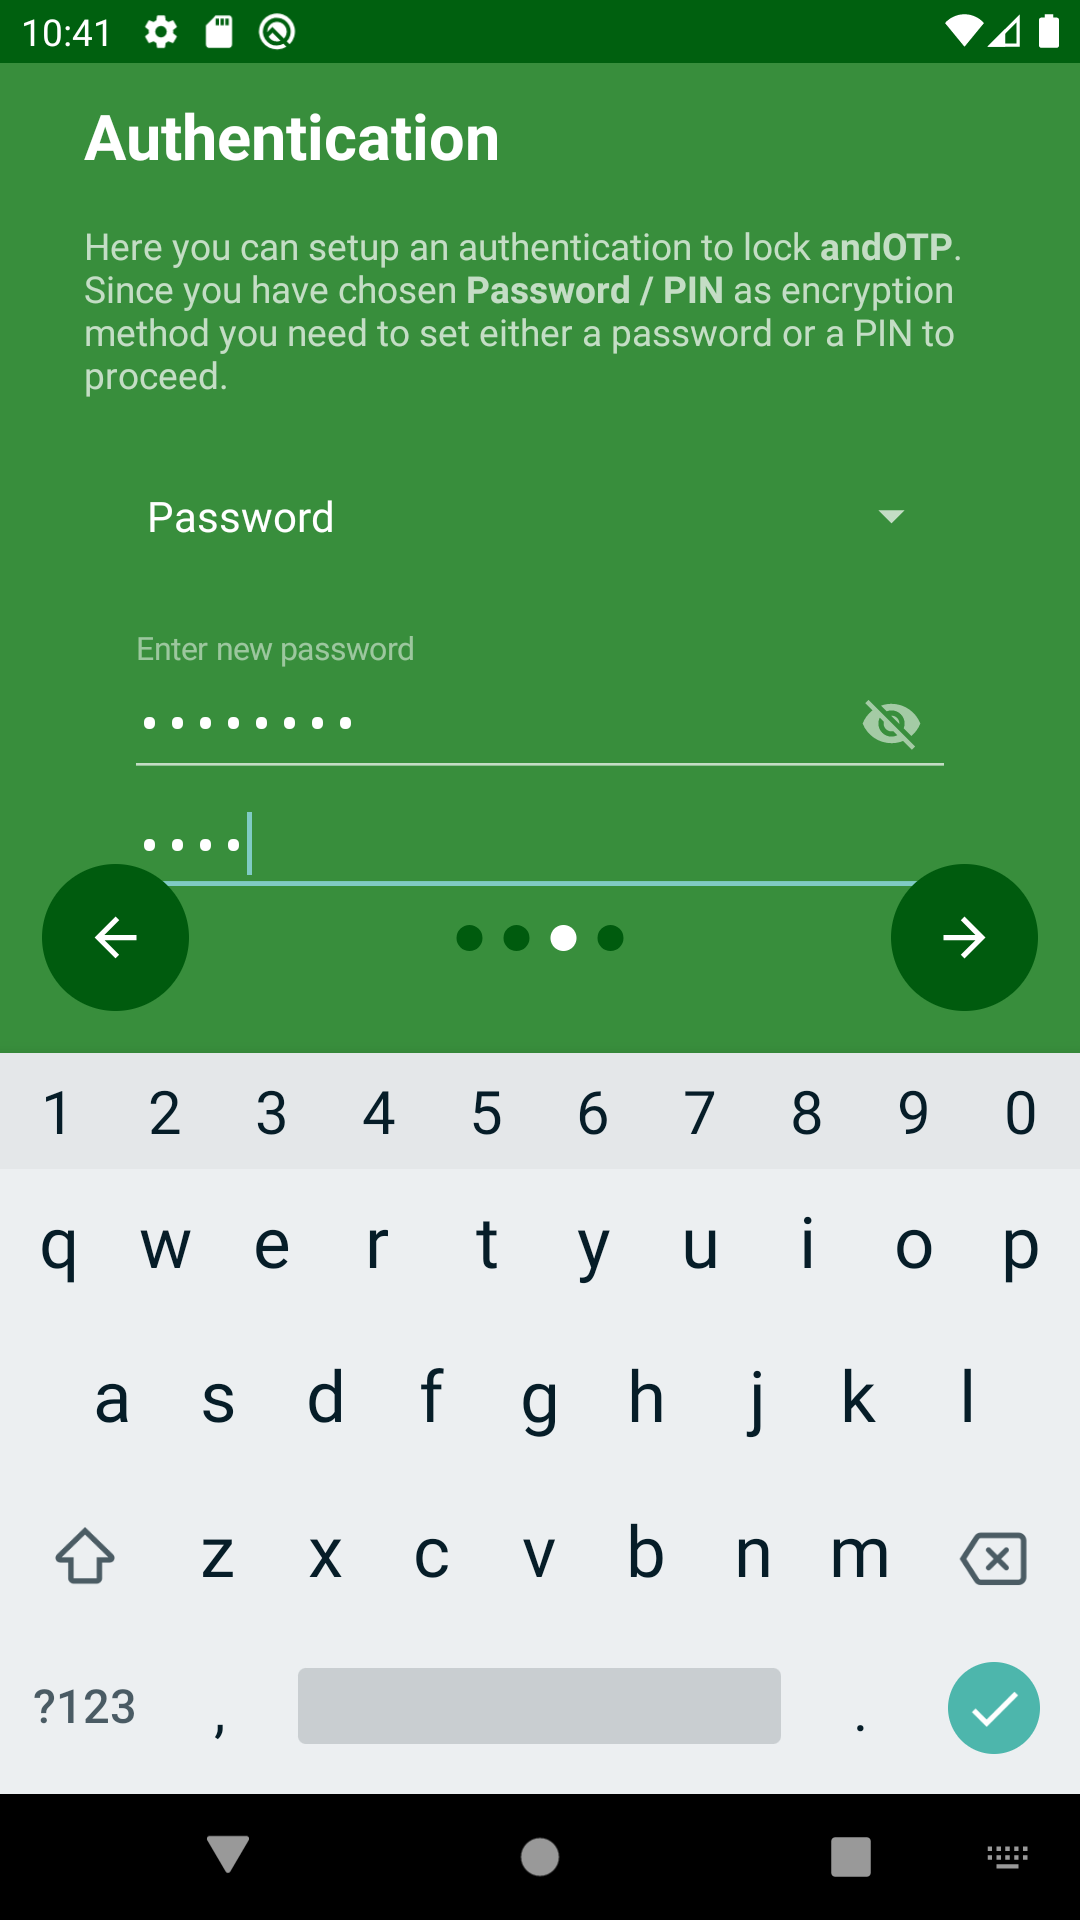 10:41
Authentication
Here you can setup an authentication to lock andOTP.
Since you have chosen Password / PIN as encryption
method you need to set either a password or a PIN to
proceed.
Password
Enter new password
••••••••
••••
1 2 3 4 5 6 7 8 9 0
q w e r t y u i o p
a s d f g h j k l
z x c v b n m
?123 , .